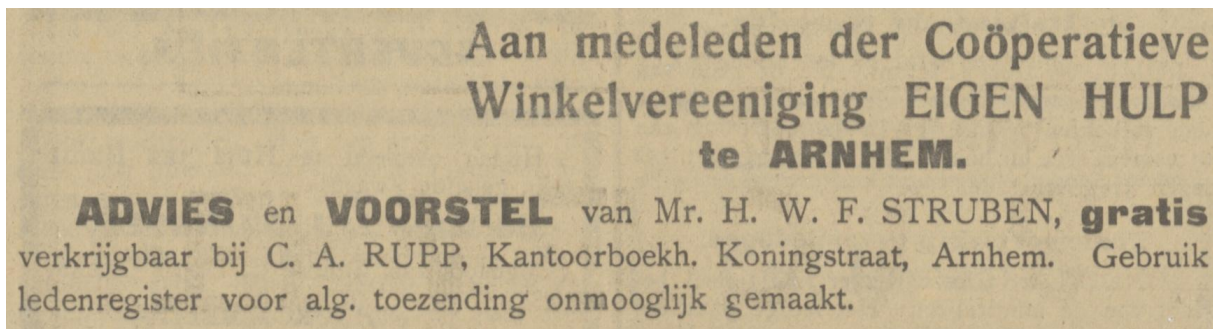 Aan medeleden der Coöperatieve
Winkelvereeniging EIGEN HULP
te ARNHEM.
ADVIES en VOORSTEL van Mr. H. W. F. STRUBEN, gratis
verkrijgbaar bij C. A. RUPP, Kantoorboekh. Koningstraat, Arnhem. Gebruik
ledenregister voor alg. toezending onmooglijk gemaakt.